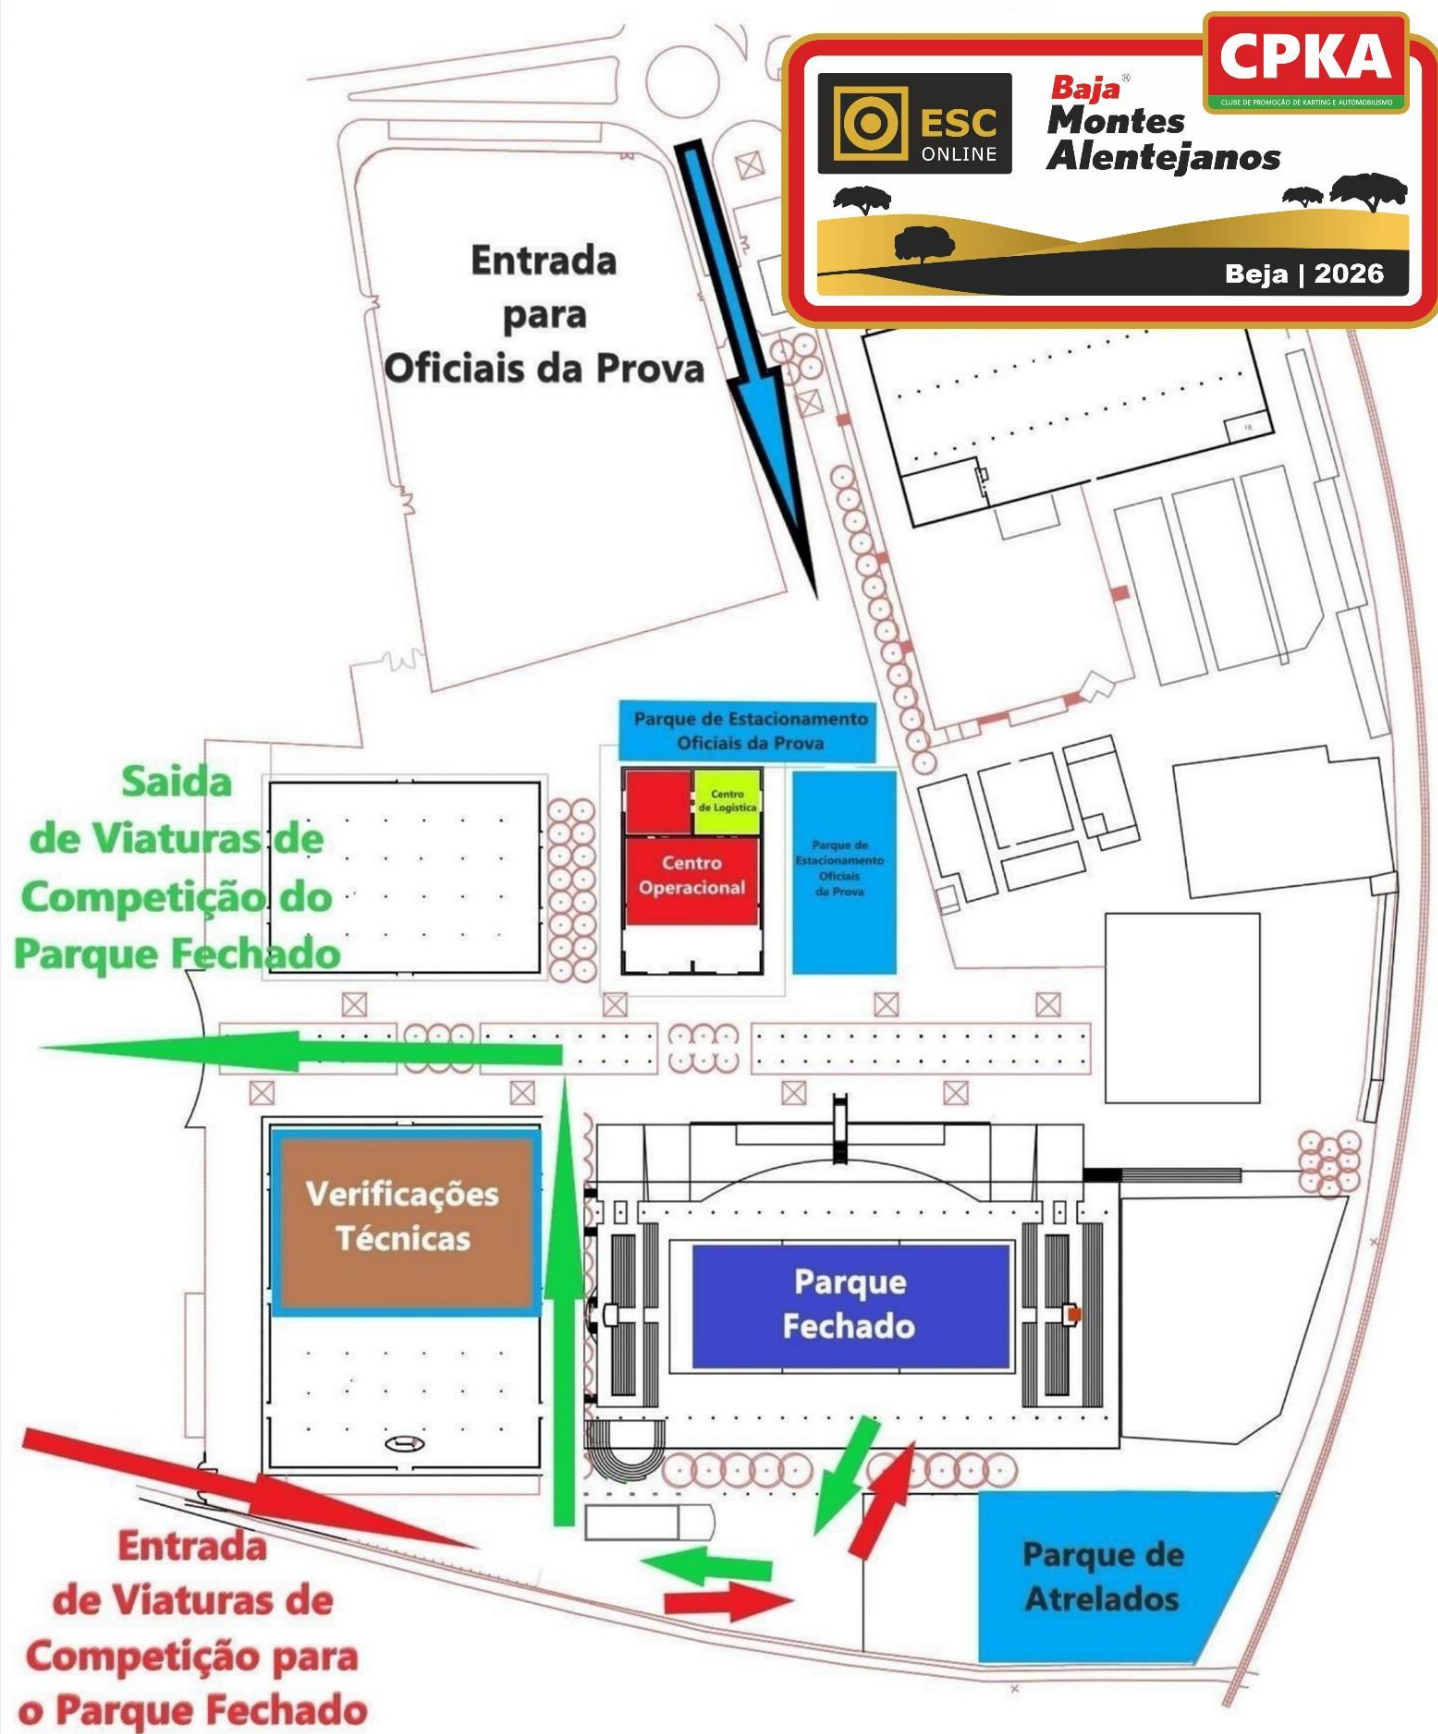 CPKA
CLUBE DE PROMOÇÃO DE KARTING E AUTOMOBILISMO
ESC
ONLINE
Baja®
Montes
Alentejanos
Beja | 2026
Entrada
para
Oficiais da Prova
Parque de Estacionamento
Oficiais da Prova
Centro
de Logística
Centro
Operacional
Parque de
Estacionamento
Oficiais
da Prova
Saida
de Viaturas de
Competição do
Parque Fechado
Verificações
Técnicas
Parque
Fechado
Parque de
Atrelados
Entrada
de Viaturas de
Competição para
o Parque Fechado